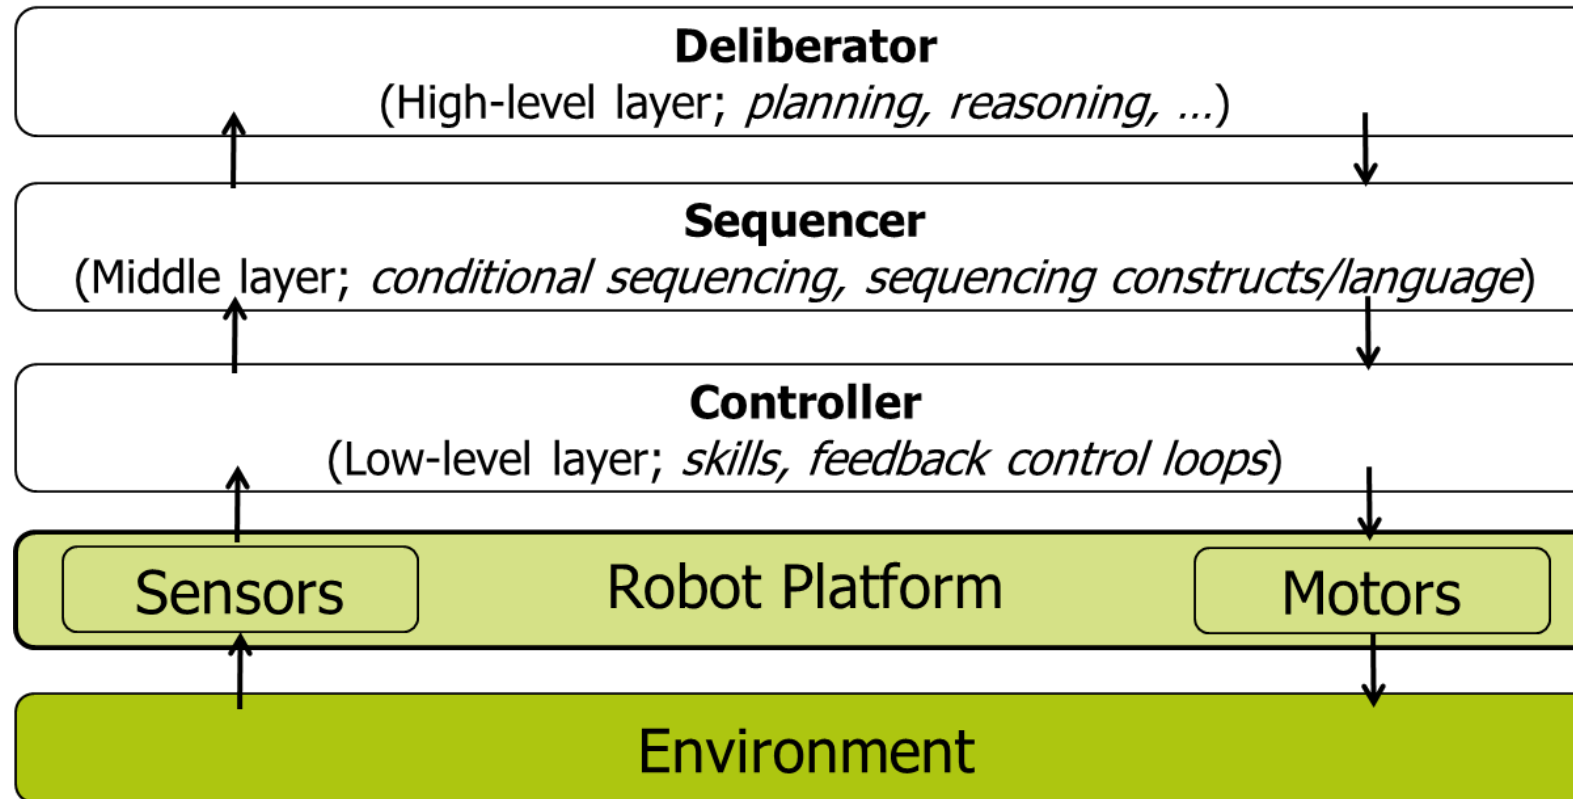 Deliberator
(High-level layer; planning, reasoning, ...)
Sequencer
(Middle layer; conditional sequencing, sequencing constructs/language)
Controller
(Low-level layer; skills, feedback control loops)
Sensors Robot Platform Motors
Environment